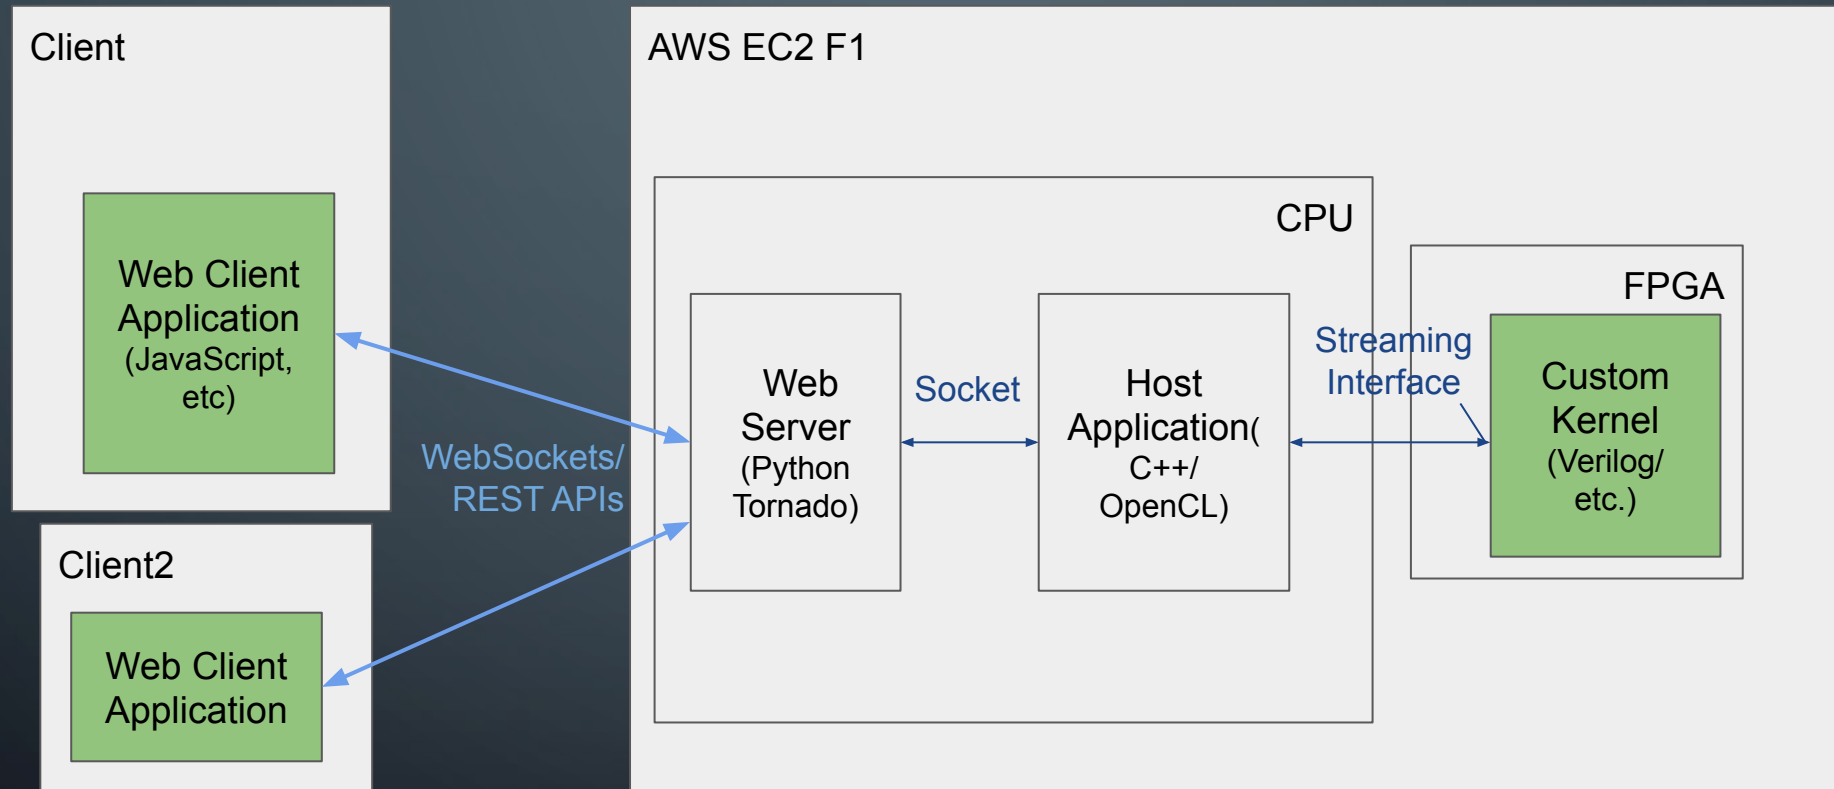 Client
Web Client
Application
(JavaScript,
etc)
Client2
Web Client
Application
WebSockets/
REST APIs
AWS EC2 F1
CPU
Web
Server
(Python
Tornado)
Socket
Host
Application(
C++/
OpenCL)
Streaming
Interface
FPGA
Custom
Kernel
(Verilog/
etc.)